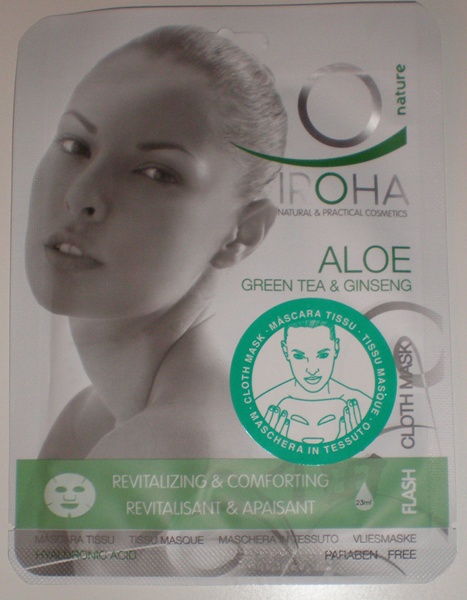 nature
IROHA
NATURAL & PRACTICAL COSMETICS
ALOE
GREEN TEA & GINSENG
· CLOTH MASK · MÁSCARA TISSU · TISSU MASQUE · MASCHERA IN TESSUTO
FLASH CLOTH MASK
REVITALIZING & COMFORTING
REVITALISANT & APAISANT
23ml
MÁSCARA TISSU TISSU MASQUE MASCHERA IN TESSUTO VLIESMASKE
HYALURONIC ACID PARABEN FREE